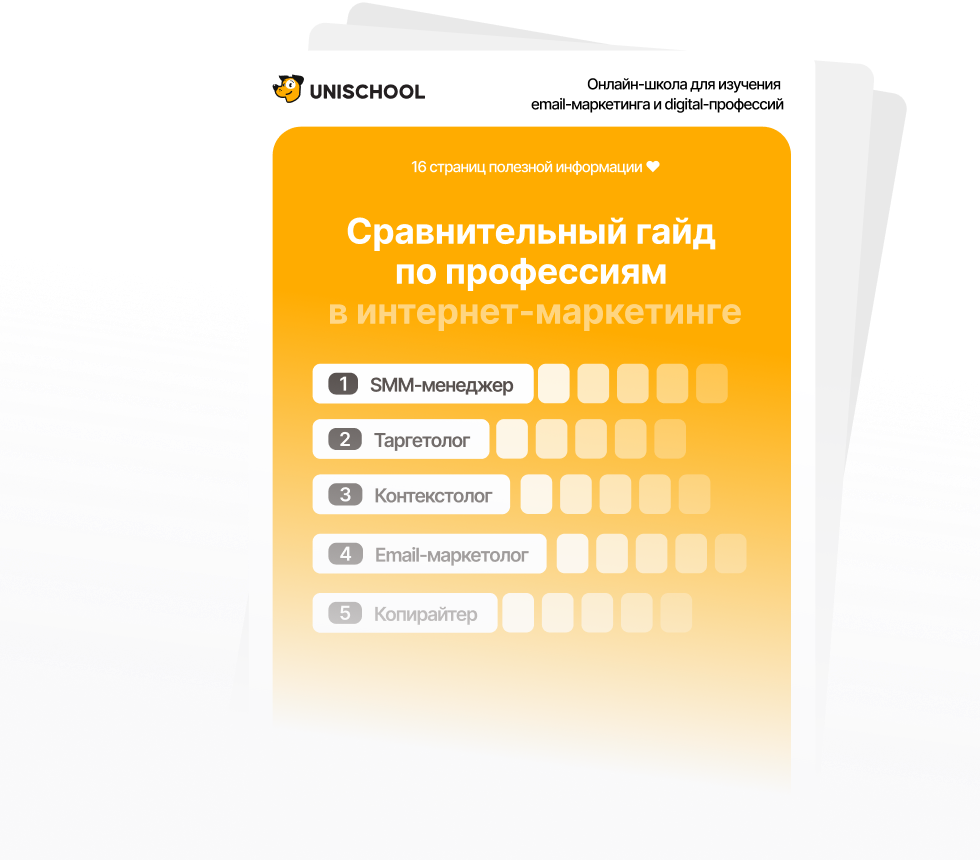 UNISCHOOL
Онлайн-школа для изучения
email-маркетинга и digital-профессий
16 страниц полезной информации ♥
Сравнительный гайд
по профессиям
в интернет-маркетинге
1 SMM-менеджер
2 Таргетолог
3 Контекстолог
4 Email-маркетолог
5 Копирайтер